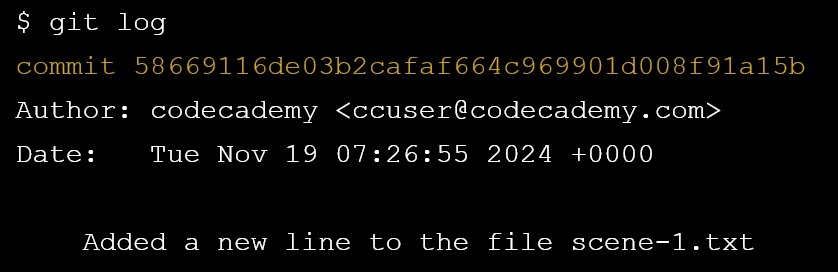 $ git log
commit 58669116de03b2cafaf664c969901d008f91a15b
Author: codecademy <ccuser@codecademy.com>
Date:   Tue Nov 19 07:26:55 2024 +0000
    Added a new line to the file scene-1.txt